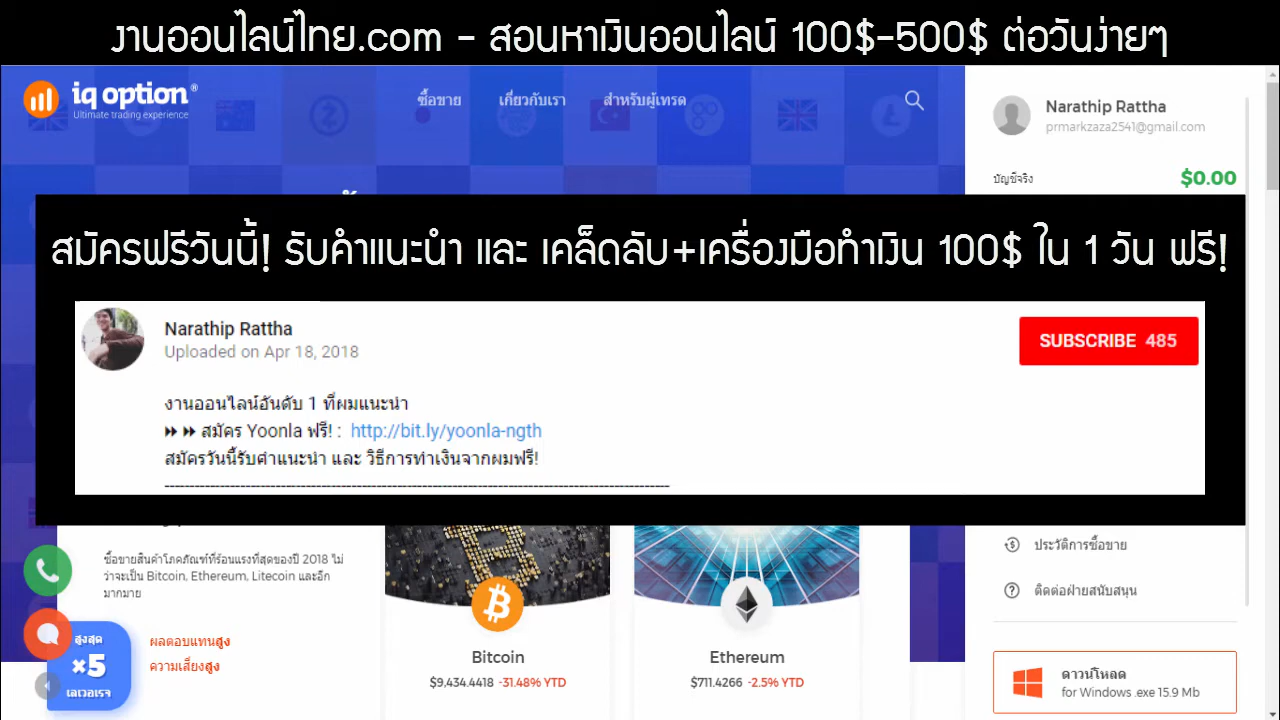 งานออนไลน์ไทย.com - สอนหาเงินออนไลน์ 100$-500$ ต่อวันง่ายๆ
iq option®
Ultimate trading experience
ซื้อขาย เกี่ยวกับเรา สำหรับผู้เทรด
Narathip Rattha
prmarkzaza2541@gmail.com
บัญชีจริง $0.00
สมัครฟรีวันนี้! รับคำแนะนำ และ เคล็ดลับ+เครื่องมือทำเงิน 100$ ใน 1 วัน ฟรี!
Narathip Rattha
Uploaded on Apr 18, 2018
SUBSCRIBE 485
งานออนไลน์อันดับ 1 ที่ผมแนะนำ
สมัคร Yoonla ฟรี! : http://bit.ly/yoonla-ngth
สมัครวันนี้รับคำแนะนำ และ วิธีการทำเงินจากผมฟรี!
ซื้อขายสินค้าโภคภัณฑ์ที่ร้อนแรงที่สุดของปี 2018 ไม่
ว่าจะเป็น Bitcoin, Ethereum, Litecoin และอีก
มากมาย
ผลตอบแทนสูง
ความเสี่ยงสูง
สูงสุด
×5
เลเวอเรจ
Bitcoin
$9,434.4418 -31.48% YTD
Ethereum
$711.4266 -2.5% YTD
ประวัติการซื้อขาย
ติดต่อฝ่ายสนับสนุน
ดาวน์โหลด
for Windows .exe 15.9 Mb